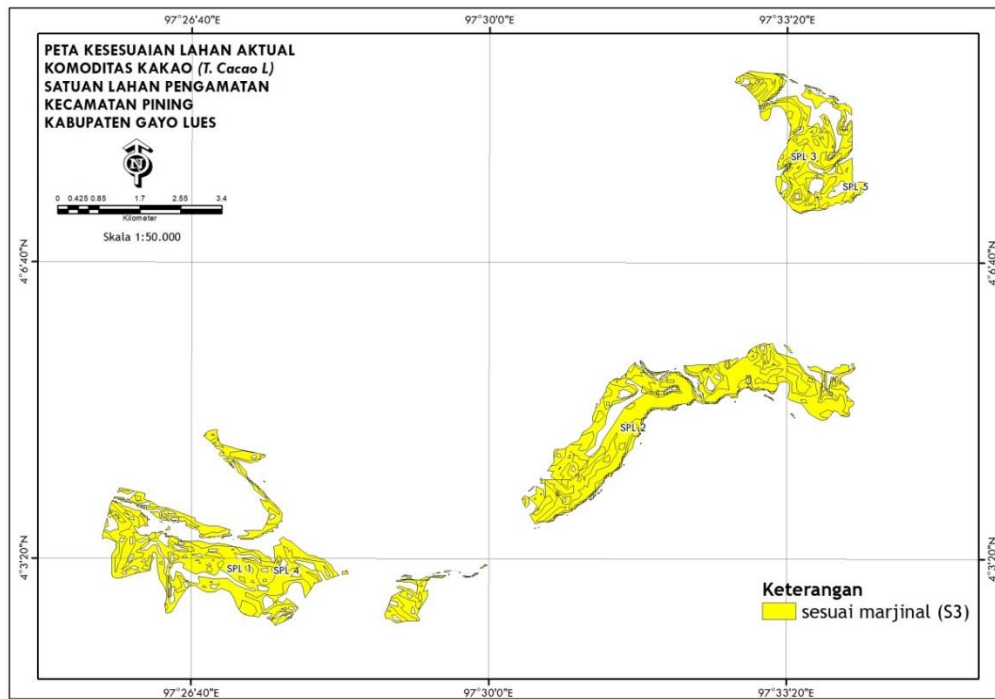 97°26'40"E 97°30'0"E 97°33'20"E
PETA KESESUAIAN LAHAN AKTUAL
KOMODITAS KAKAO (T. Cacao L)
SATUAN LAHAN PENGAMATAN
KECAMATAN PINING
KABUPATEN GAYO LUES
N
0 0.425 0.85 1.7 2.55 3.4
Kilometer
Skala 1:50.000
SPL 3
SPL 5
4°6'40"N 4°6'40"N
SPL 2
4°3'20"N 4°3'20"N
SPL 1 SPL 4
Keterangan
sesuai marjinal (S3)
97°26'40"E 97°30'0"E 97°33'20"E